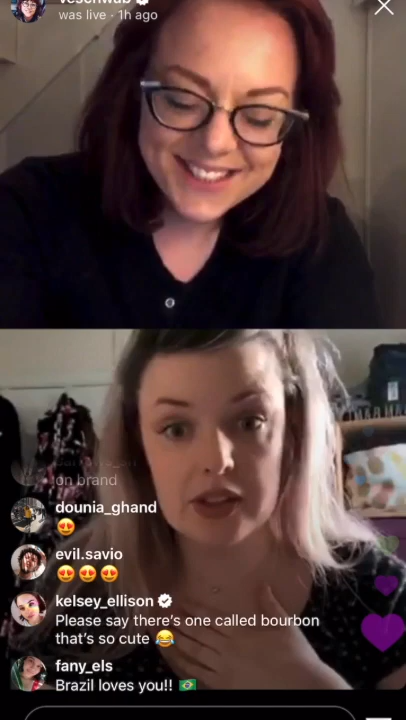 was live · 1h ago
on brand
dounia_ghand
😍
evil.savio
😍😍😍
kelsey_ellison
Please say there's one called bourbon
that's so cute 😂
fany_els
Brazil loves you!! 🇧🇷